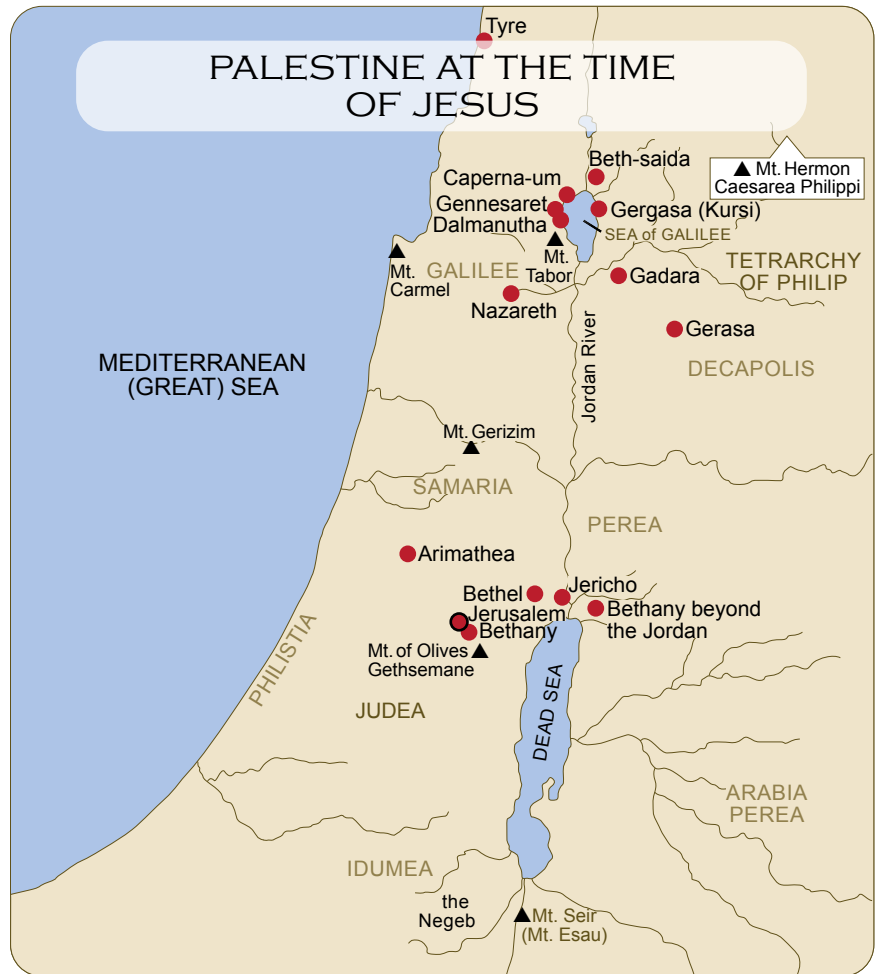 Tyre
PALESTINE AT THE TIME
OF JESUS
Beth-saida
Mt. Hermon
Caesarea Philippi
Caperna-um
Gennesaret
Gergasa (Kursi)
Dalmanutha
SEA of GALILEE
Mt.
Tabor
Mt.
Carmel
GALILEE
TETRARCHY
OF PHILIP
Gadara
Nazareth
Gerasa
Jordan River
MEDITERRANEAN
(GREAT) SEA
DECAPOLIS
Mt. Gerizim
SAMARIA
PEREA
Arimathea
Bethel
Jericho
Jerusalem
Bethany beyond
the Jordan
Bethany
Mt. of Olives
Gethsemane
PHILISTIA
JUDEA
DEAD SEA
ARABIA
PEREA
IDUMEA
the
Negeb
Mt. Seir
(Mt. Esau)